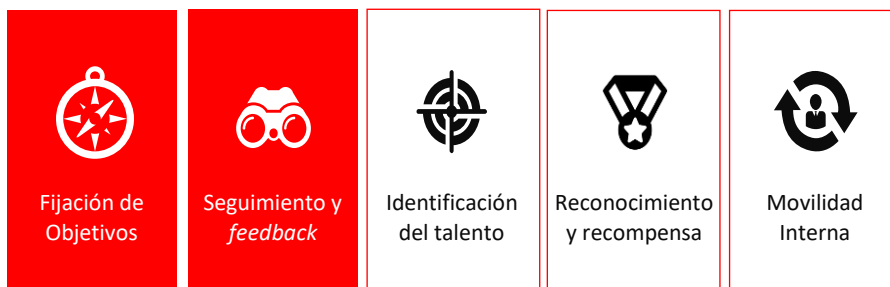 Fijación de
Objetivos
Seguimiento y
feedback
Identificación
del talento
Reconocimiento
y recompensa
Movilidad
Interna